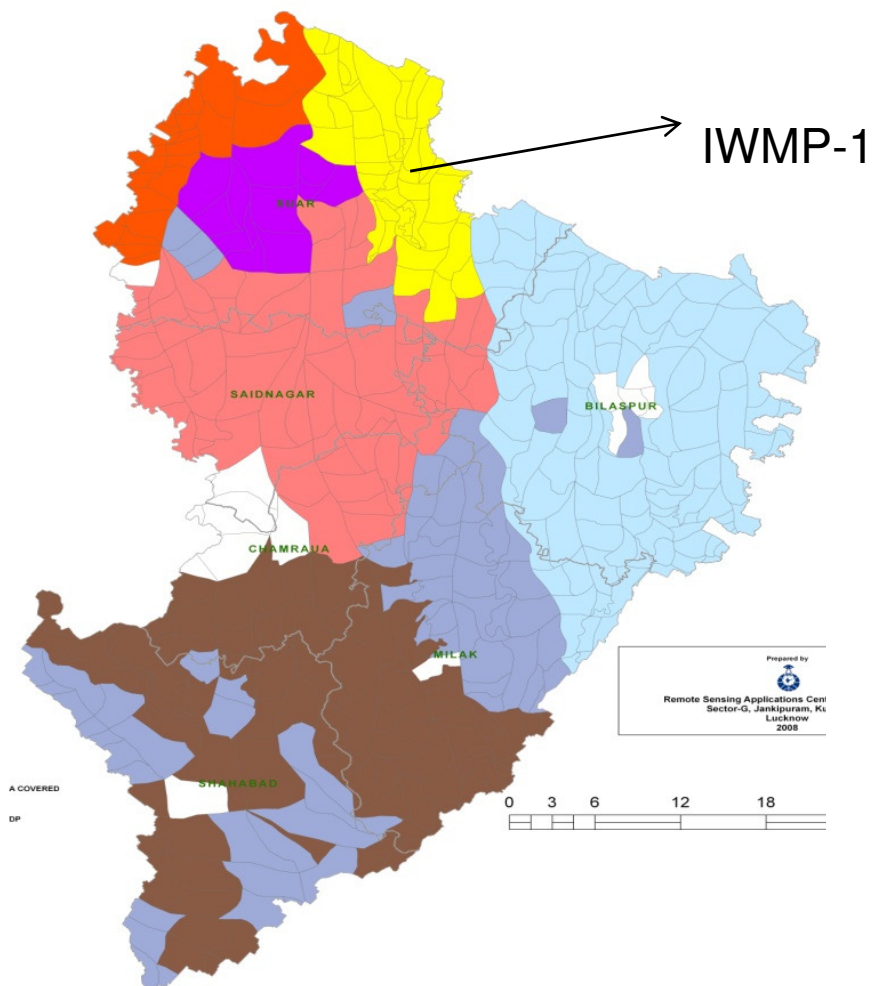 IWMP-1
SUAR
SAIDNAGAR
BILASPUR
CHAMRAUA
MILAK
Prepared by
Remote Sensing Applications Cent
Sector-G, Jankipuram, Ku
Lucknow
2008
SHAHABAD
A COVERED
DP
0 3 6 12 18